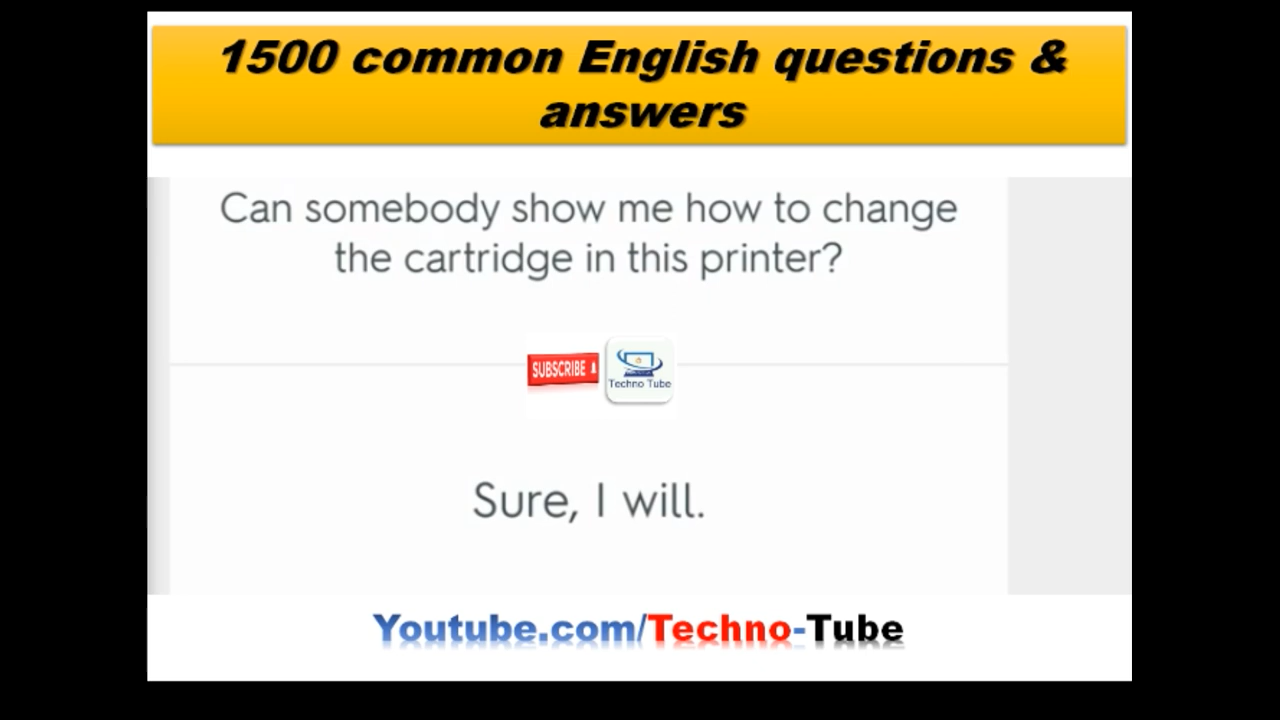 1500 common English questions &
answers
Can somebody show me how to change
the cartridge in this printer?
SUBSCRIBE
Techno Tube
Sure, I will.
Youtube.com/Techno-Tube